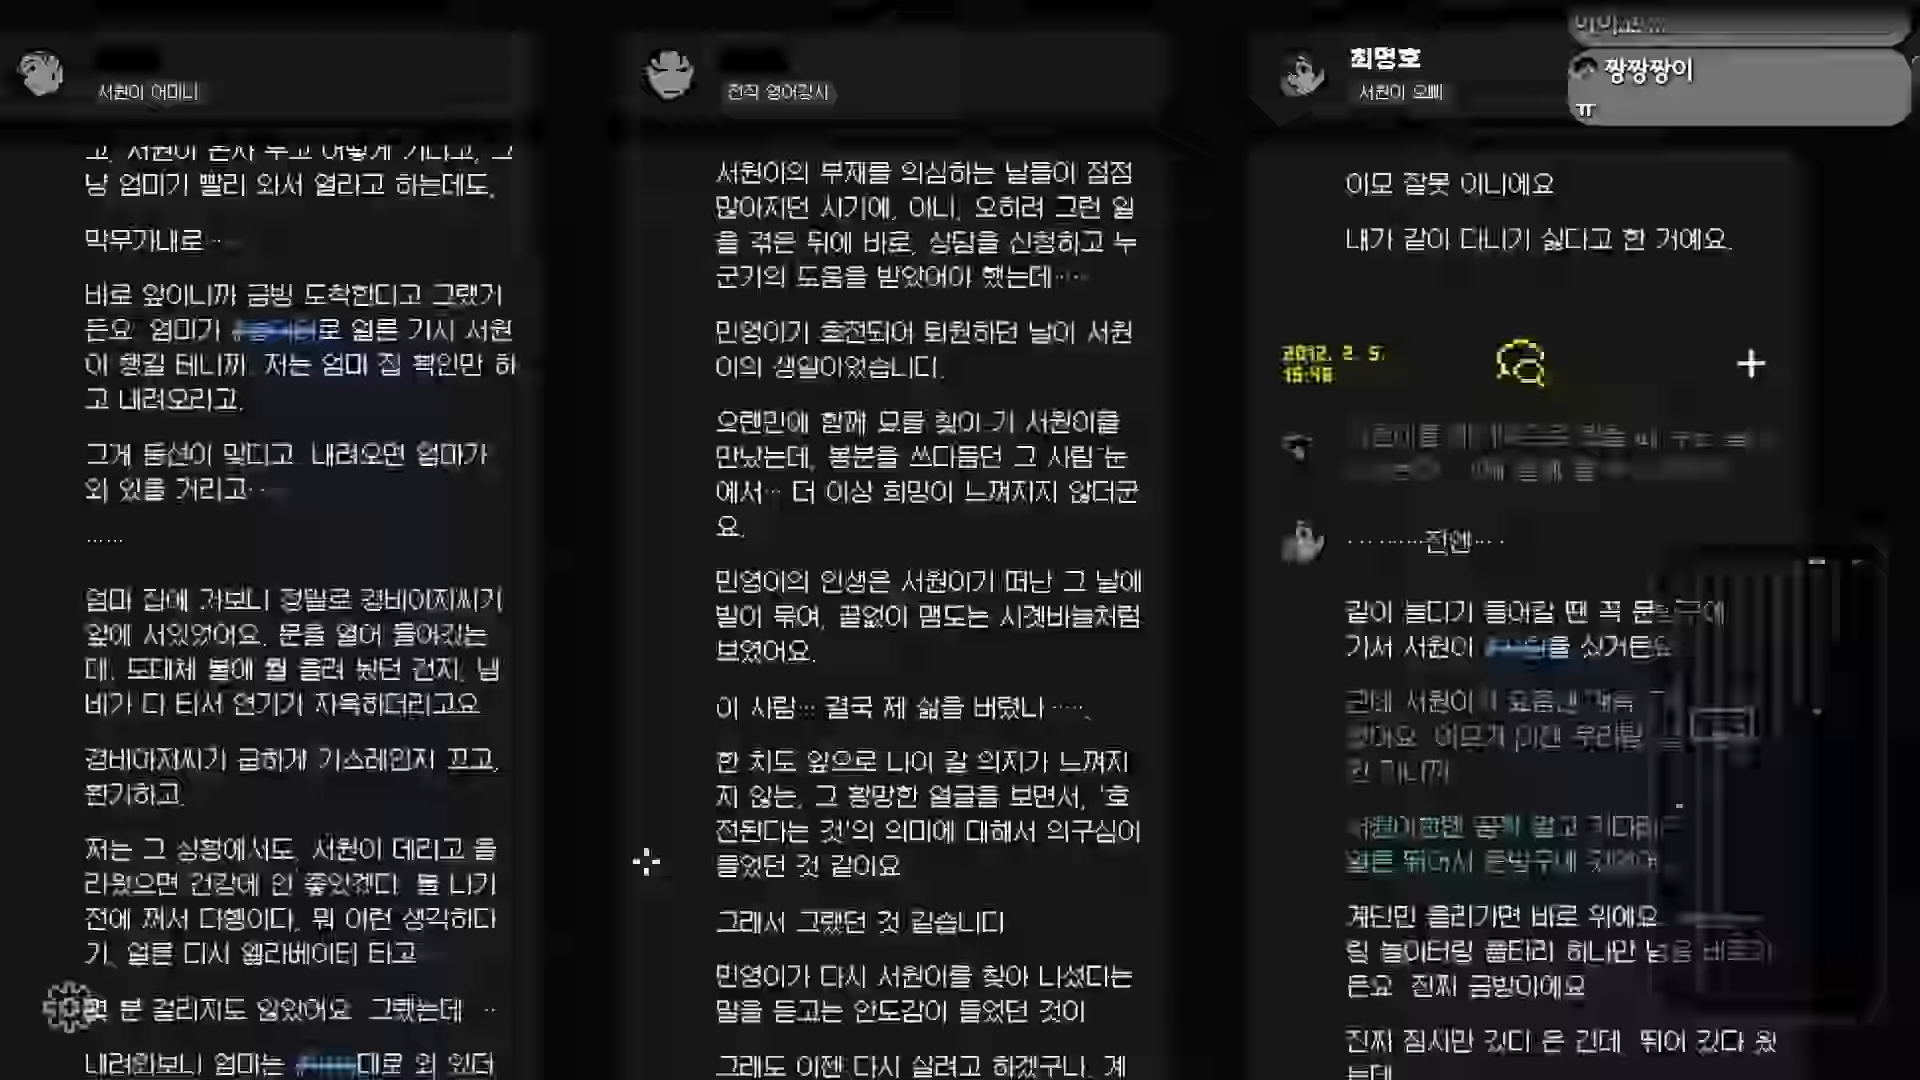 서원이 어머니
냥 엄마가 빨리 와서 열라고 하는데도,
막무가내로…
바로 앞이니까 금방 도착한다고 그랬거
든요. 엄마가 로 얼른 가서 서원
이 챙길 테니까, 저는 엄마 집 확인만 하
고 내려오라고.
그게 동선이 맞다고. 내려오면 엄마가
와 있을 거라고……
……
엄마 집에 가보니 정말로 경비아저씨가
앞에 서있었어요. 문을 열어 들어갔는
데, 도대체 불에 뭘 올려 놨던 건지, 냄
비가 다 타서 연기가 자욱하더라고요
경비아저씨가 급하게 가스레인지 끄고,
환기하고.
저는 그 상황에서도, 서원이 데리고 올
라왔으면 건강에 안 좋았겠다. 불 나기
전에 꺼서 다행이다, 뭐 이런 생각하다
가, 얼른 다시 엘리베이터 타고
몇 분 걸리지도 않았어요. 그랬는데 …
내려와보니 엄마는 대로 와 있더
전직 영어강사
서원이의 부재를 의심하는 날들이 점점
많아지던 시기에, 아니, 오히려 그런 일
을 겪은 뒤에 바로, 상담을 신청하고 누
군가의 도움을 받았어야 했는데……
민영이가 호전되어 퇴원하던 날이 서원
이의 생일이었습니다.
오랜만에 함께 묘를 찾아 가 서원이를
만났는데, 봉분을 쓰다듬던 그 사람 눈
에서… 더 이상 희망이 느껴지지 않더군
요.
민영이의 인생은 서원이가 떠난 그 날에
발이 묶여, 끝없이 맴도는 시곗바늘처럼
보였어요.
이 사람… 결국 제 삶을 버렸나……,
한 치도 앞으로 나아 갈 의지가 느껴지
지 않는, 그 황망한 얼굴을 보면서, '호
전된다는 것'의 의미에 대해서 의구심이
들었던 것 같아요
그래서 그랬던 것 같습니다
민영이가 다시 서원이를 찾아 나섰다는
말을 듣고는 안도감이 들었던 것이
그래도 이젠 다시 살려고 하겠구나, 계
최명호
서원이 오빠
짱짱짱이
ㅠ
이모 잘못 아니에요
내가 같이 다니기 싫다고 한 거예요.
2012. 2. 5.
15:48
………전엔…
같이 놀다가 들어갈 땐 꼭
가서 서원이 을
계단만 올라가면 바로 위에요
랑 놀이터랑 울타리 하나만
든요 진짜 금방이에요
진짜 잠시만 갔다 온 건데, 뛰어 갔다 왔
는데